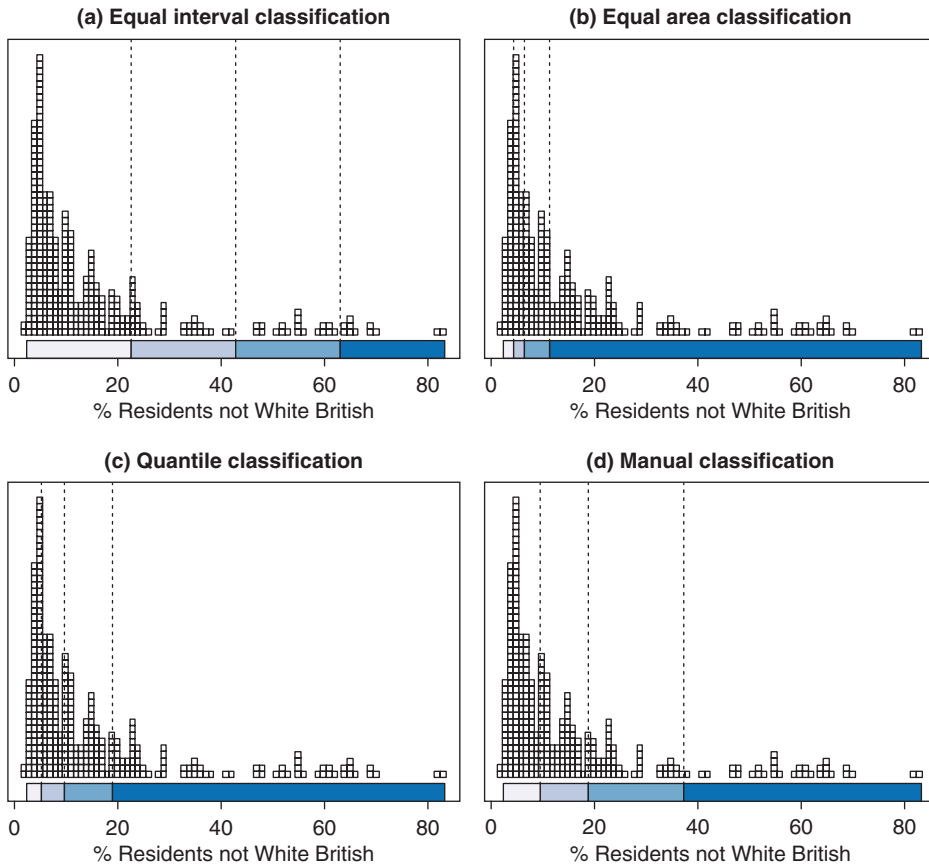 (a) Equal interval classification
(b) Equal area classification
0 20 40 60 80
% Residents not White British
0 20 40 60 80
% Residents not White British
(c) Quantile classification
(d) Manual classification
0 20 40 60 80
% Residents not White British
0 20 40 60 80
% Residents not White British